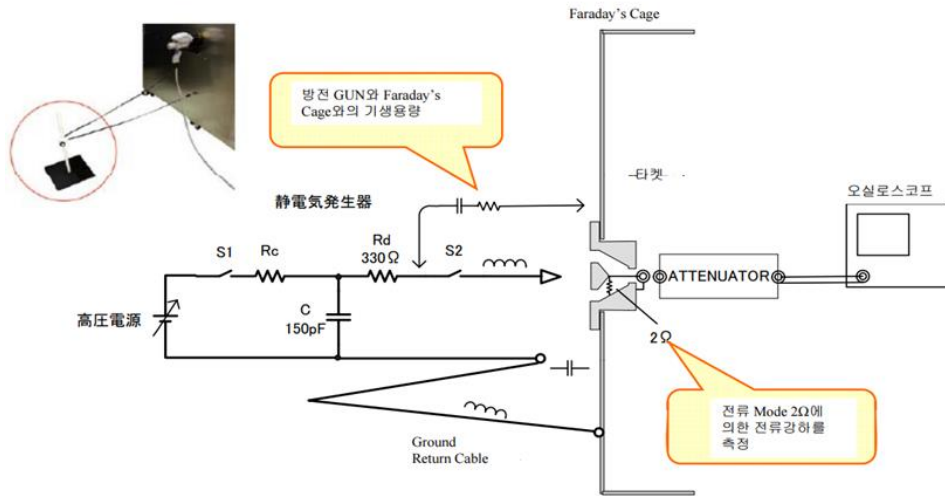 Faraday's Cage
방전 GUN와 Faraday's
Cage와의 기생용량
타켓
오실로스코프
静電気発生器
S1
Rc
Rd
330Ω
S2
ATTENUATOR
高圧電源
C
150pF
2Ω
전류 Mode 2Ω에
의한 전류강하를
측정
Ground
Return Cable